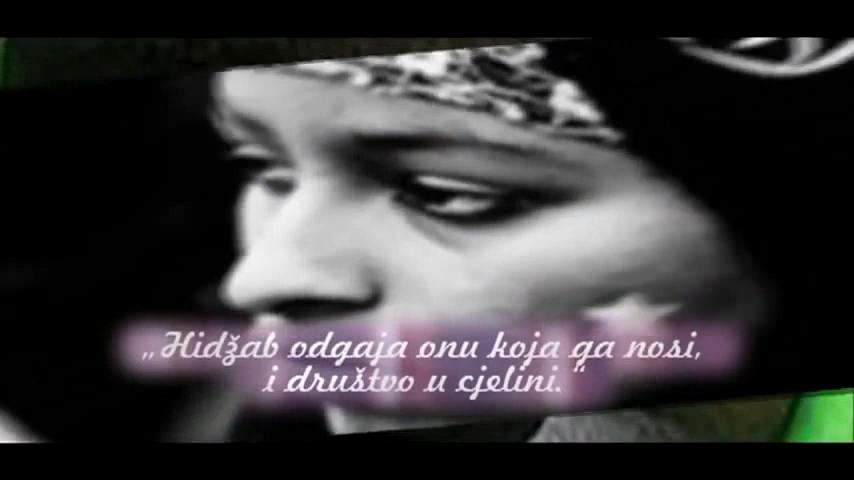 „Hidžab odgaja onu koja ga nosi,
i društvo u cjelini.“